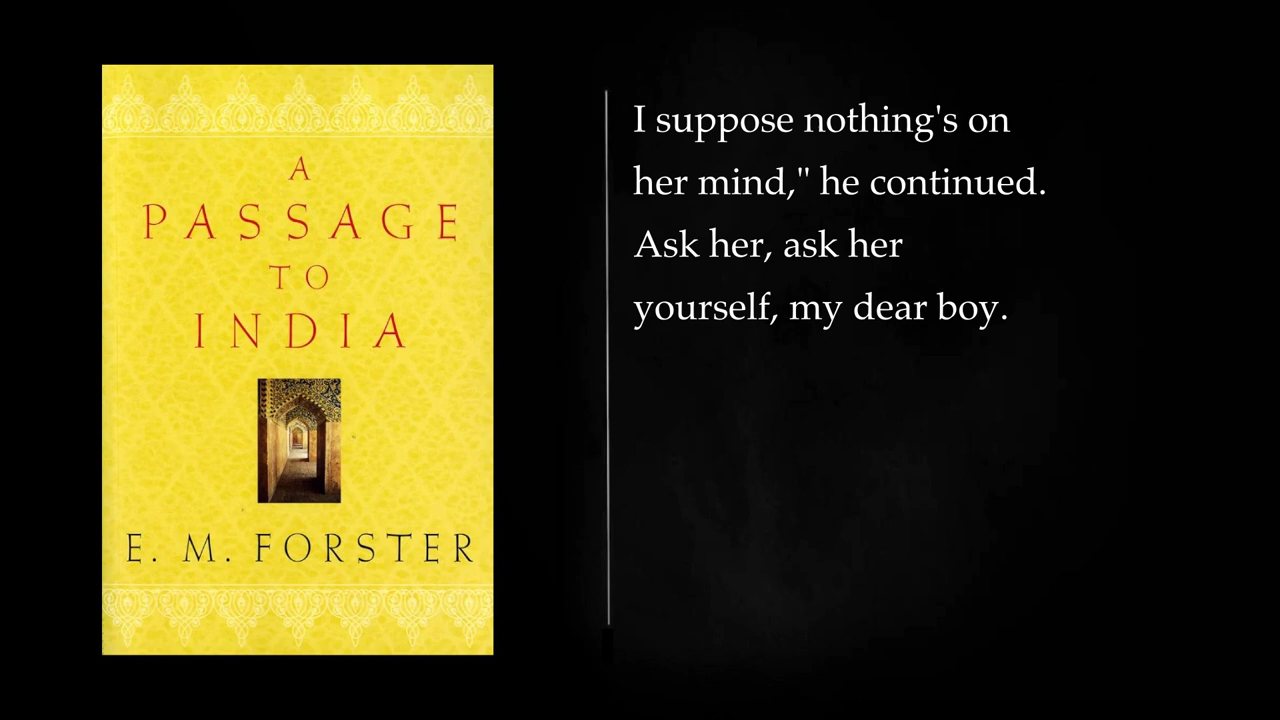 A
PASSAGE
TO
INDIA
E. M. FORSTER
I suppose nothing's on
her mind," he continued.
Ask her, ask her
yourself, my dear boy.